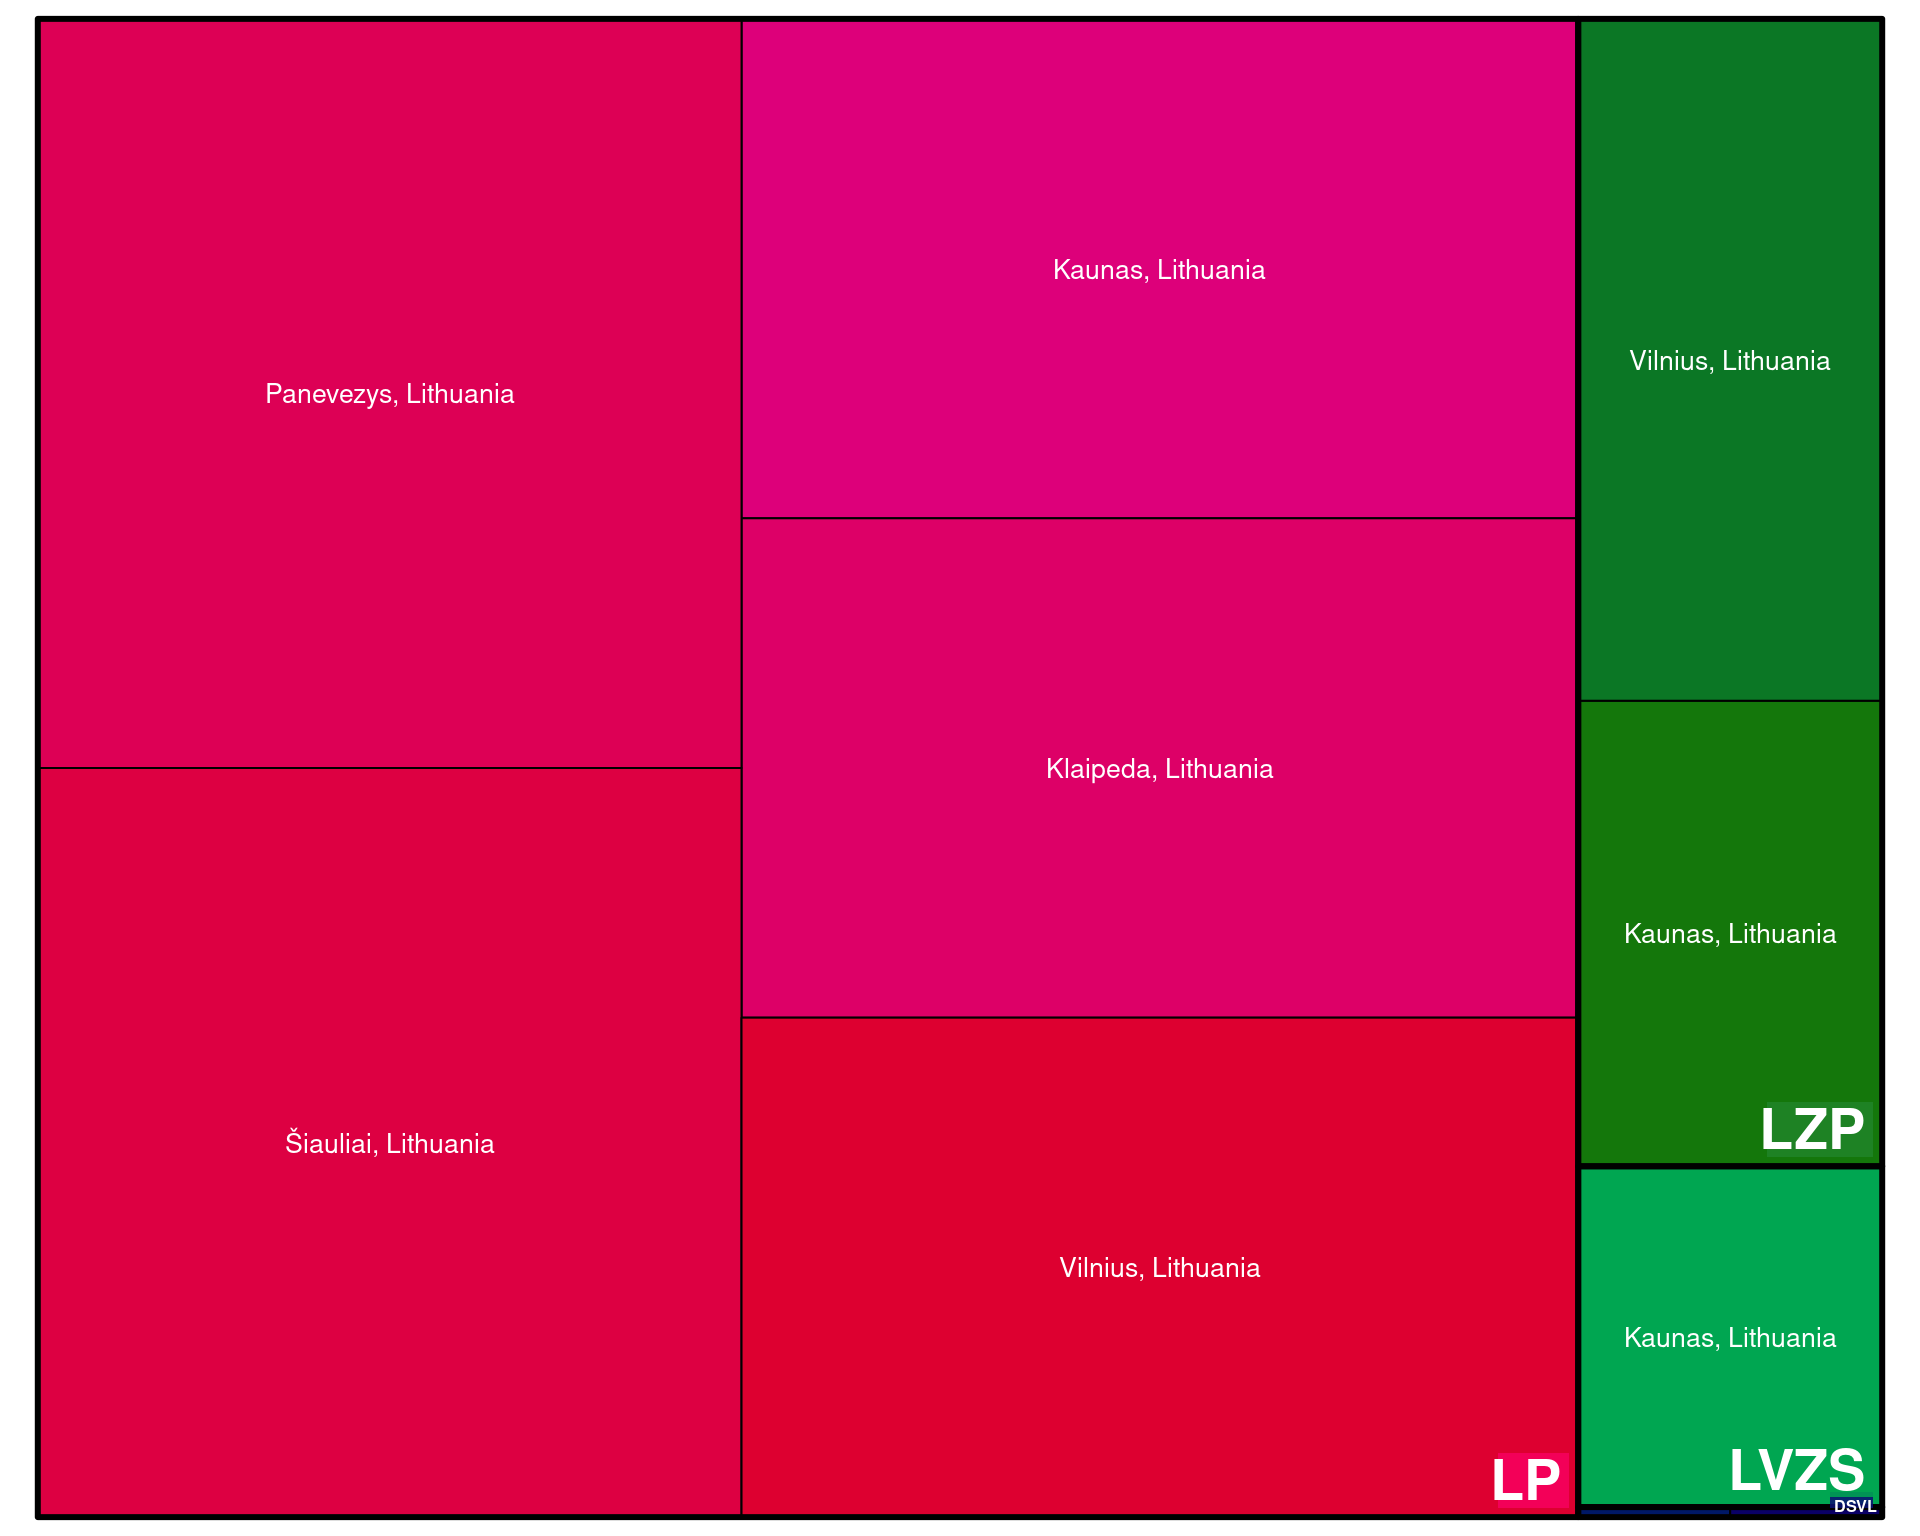 Panevezys, Lithuania
Šiauliai, Lithuania
Kaunas, Lithuania
Klaipeda, Lithuania
Vilnius, Lithuania
LP
Vilnius, Lithuania
Kaunas, Lithuania
LZP
Kaunas, Lithuania
LVZS
DSVL